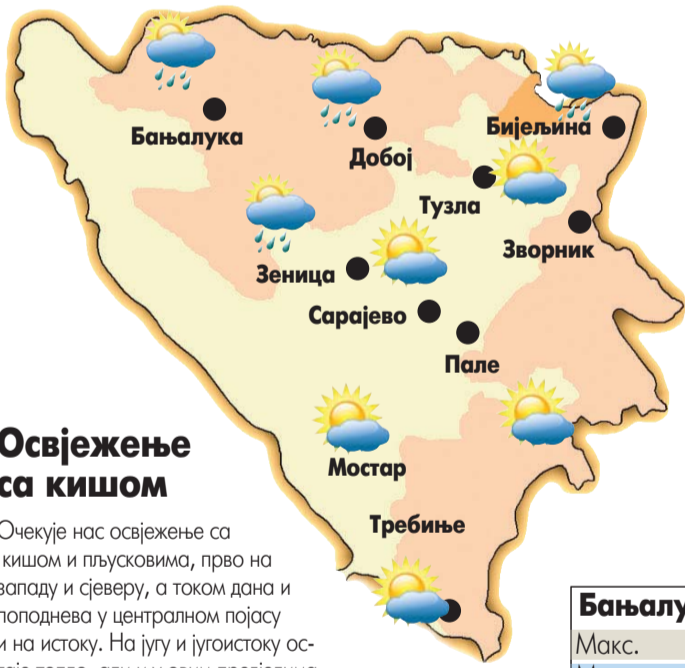 Бањалука
Добој
Бијељина
Тузла
Зворник
Зеница
Сарајево
Пале
Мостар
Требиње
Освјежење
са кишом
Очекује нас освјежење са
кишом и пљусковима, прво на
западу и сјеверу, а током дана и
поподнева у централном појасу
и на истоку. На југу и југоистоку ос-
Бањалу
Макс.